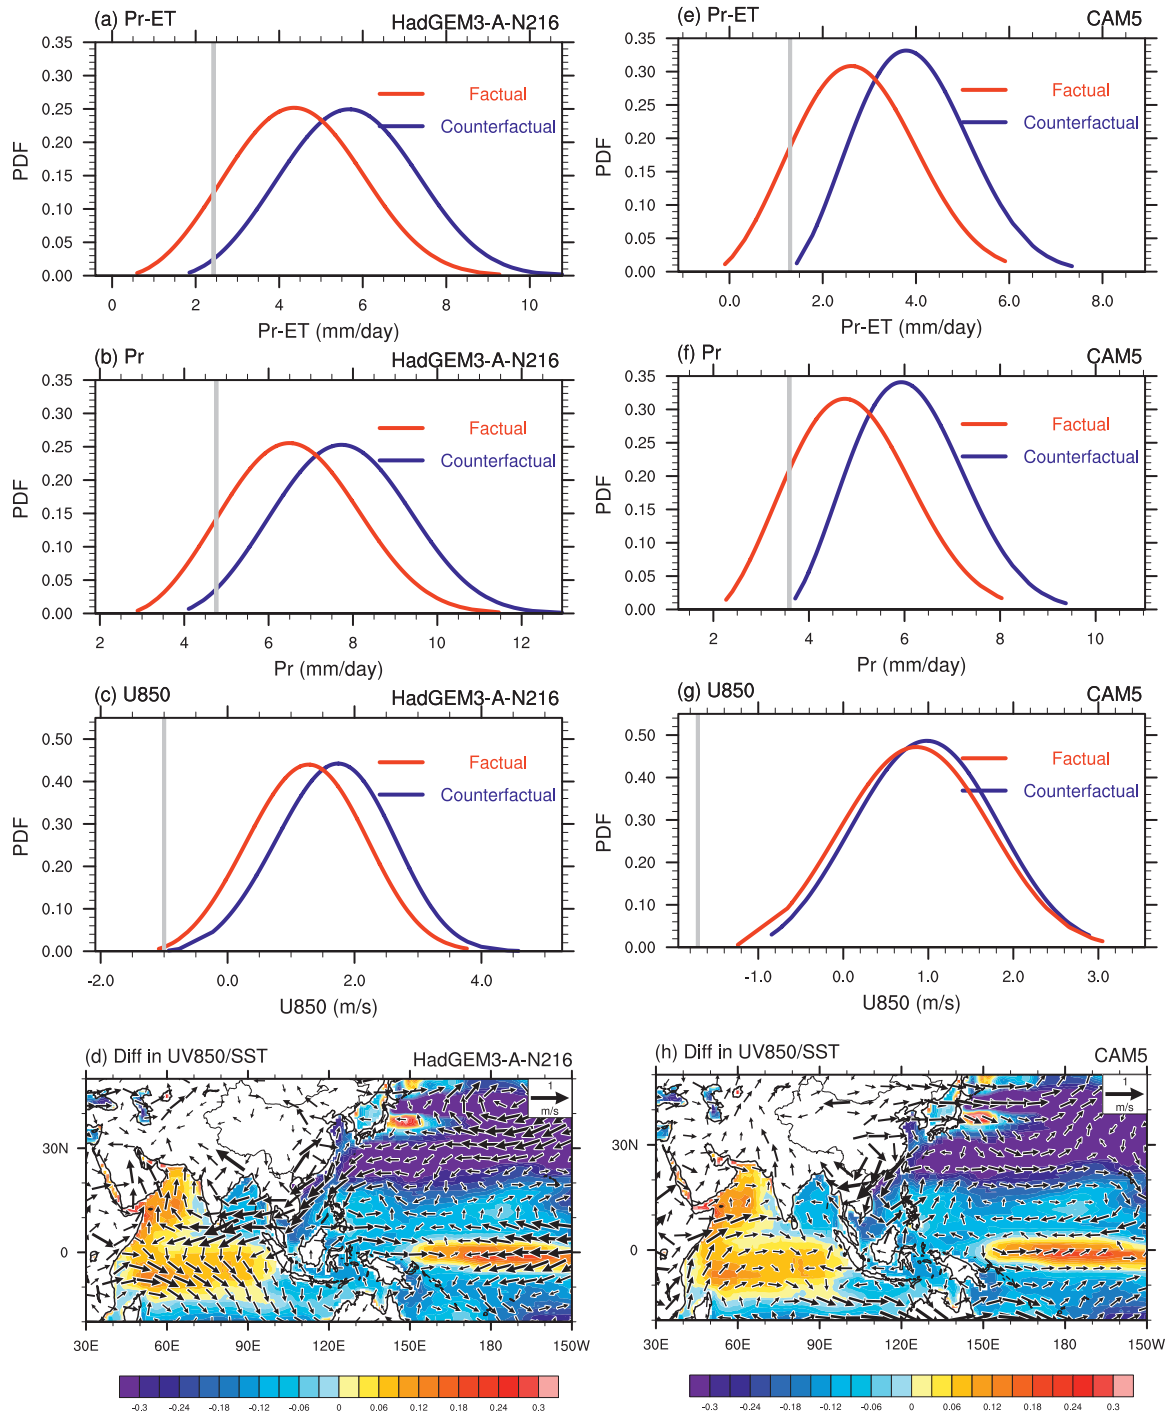 (a) Pr-ET HadGEM3-A-N216
0.35
0.30
0.25
0.20
0.15
0.10
0.05
0.00
PDF
Factual
Counterfactual
0 2 4 6 8 10
Pr-ET (mm/day)
(e) Pr-ET CAM5
0.35
0.30
0.25
0.20
0.15
0.10
0.05
0.00
PDF
Factual
Counterfactual
0.0 2.0 4.0 6.0 8.0
Pr-ET (mm/day)
(b) Pr HadGEM3-A-N216
0.35
0.30
0.25
0.20
0.15
0.10
0.05
0.00
PDF
Factual
Counterfactual
2 4 6 8 10 12
Pr (mm/day)
(f) Pr CAM5
0.35
0.30
0.25
0.20
0.15
0.10
0.05
0.00
PDF
Factual
Counterfactual
2 4 6 8 10
Pr (mm/day)
(c) U850 HadGEM3-A-N216
0.50
0.40
0.30
0.20
0.10
0.00
PDF
Factual
Counterfactual
-2.0 0.0 2.0 4.0
U850 (m/s)
(g) U850 CAM5
0.50
0.40
0.30
0.20
0.10
0.00
PDF
Factual
Counterfactual
-1.0 0.0 1.0 2.0 3.0
U850 (m/s)
(d) Diff in UV850/SST HadGEM3-A-N216
1
m/s
30N
0
30E 60E 90E 120E 150E 180 150W
-0.3 -0.24 -0.18 -0.12 -0.06 0 0.06 0.12 0.18 0.24 0.3
(h) Diff in UV850/SST CAM5
1
m/s
30N
0
30E 60E 90E 120E 150E 180 150W
-0.3 -0.24 -0.18 -0.12 -0.06 0 0.06 0.12 0.18 0.24 0.3